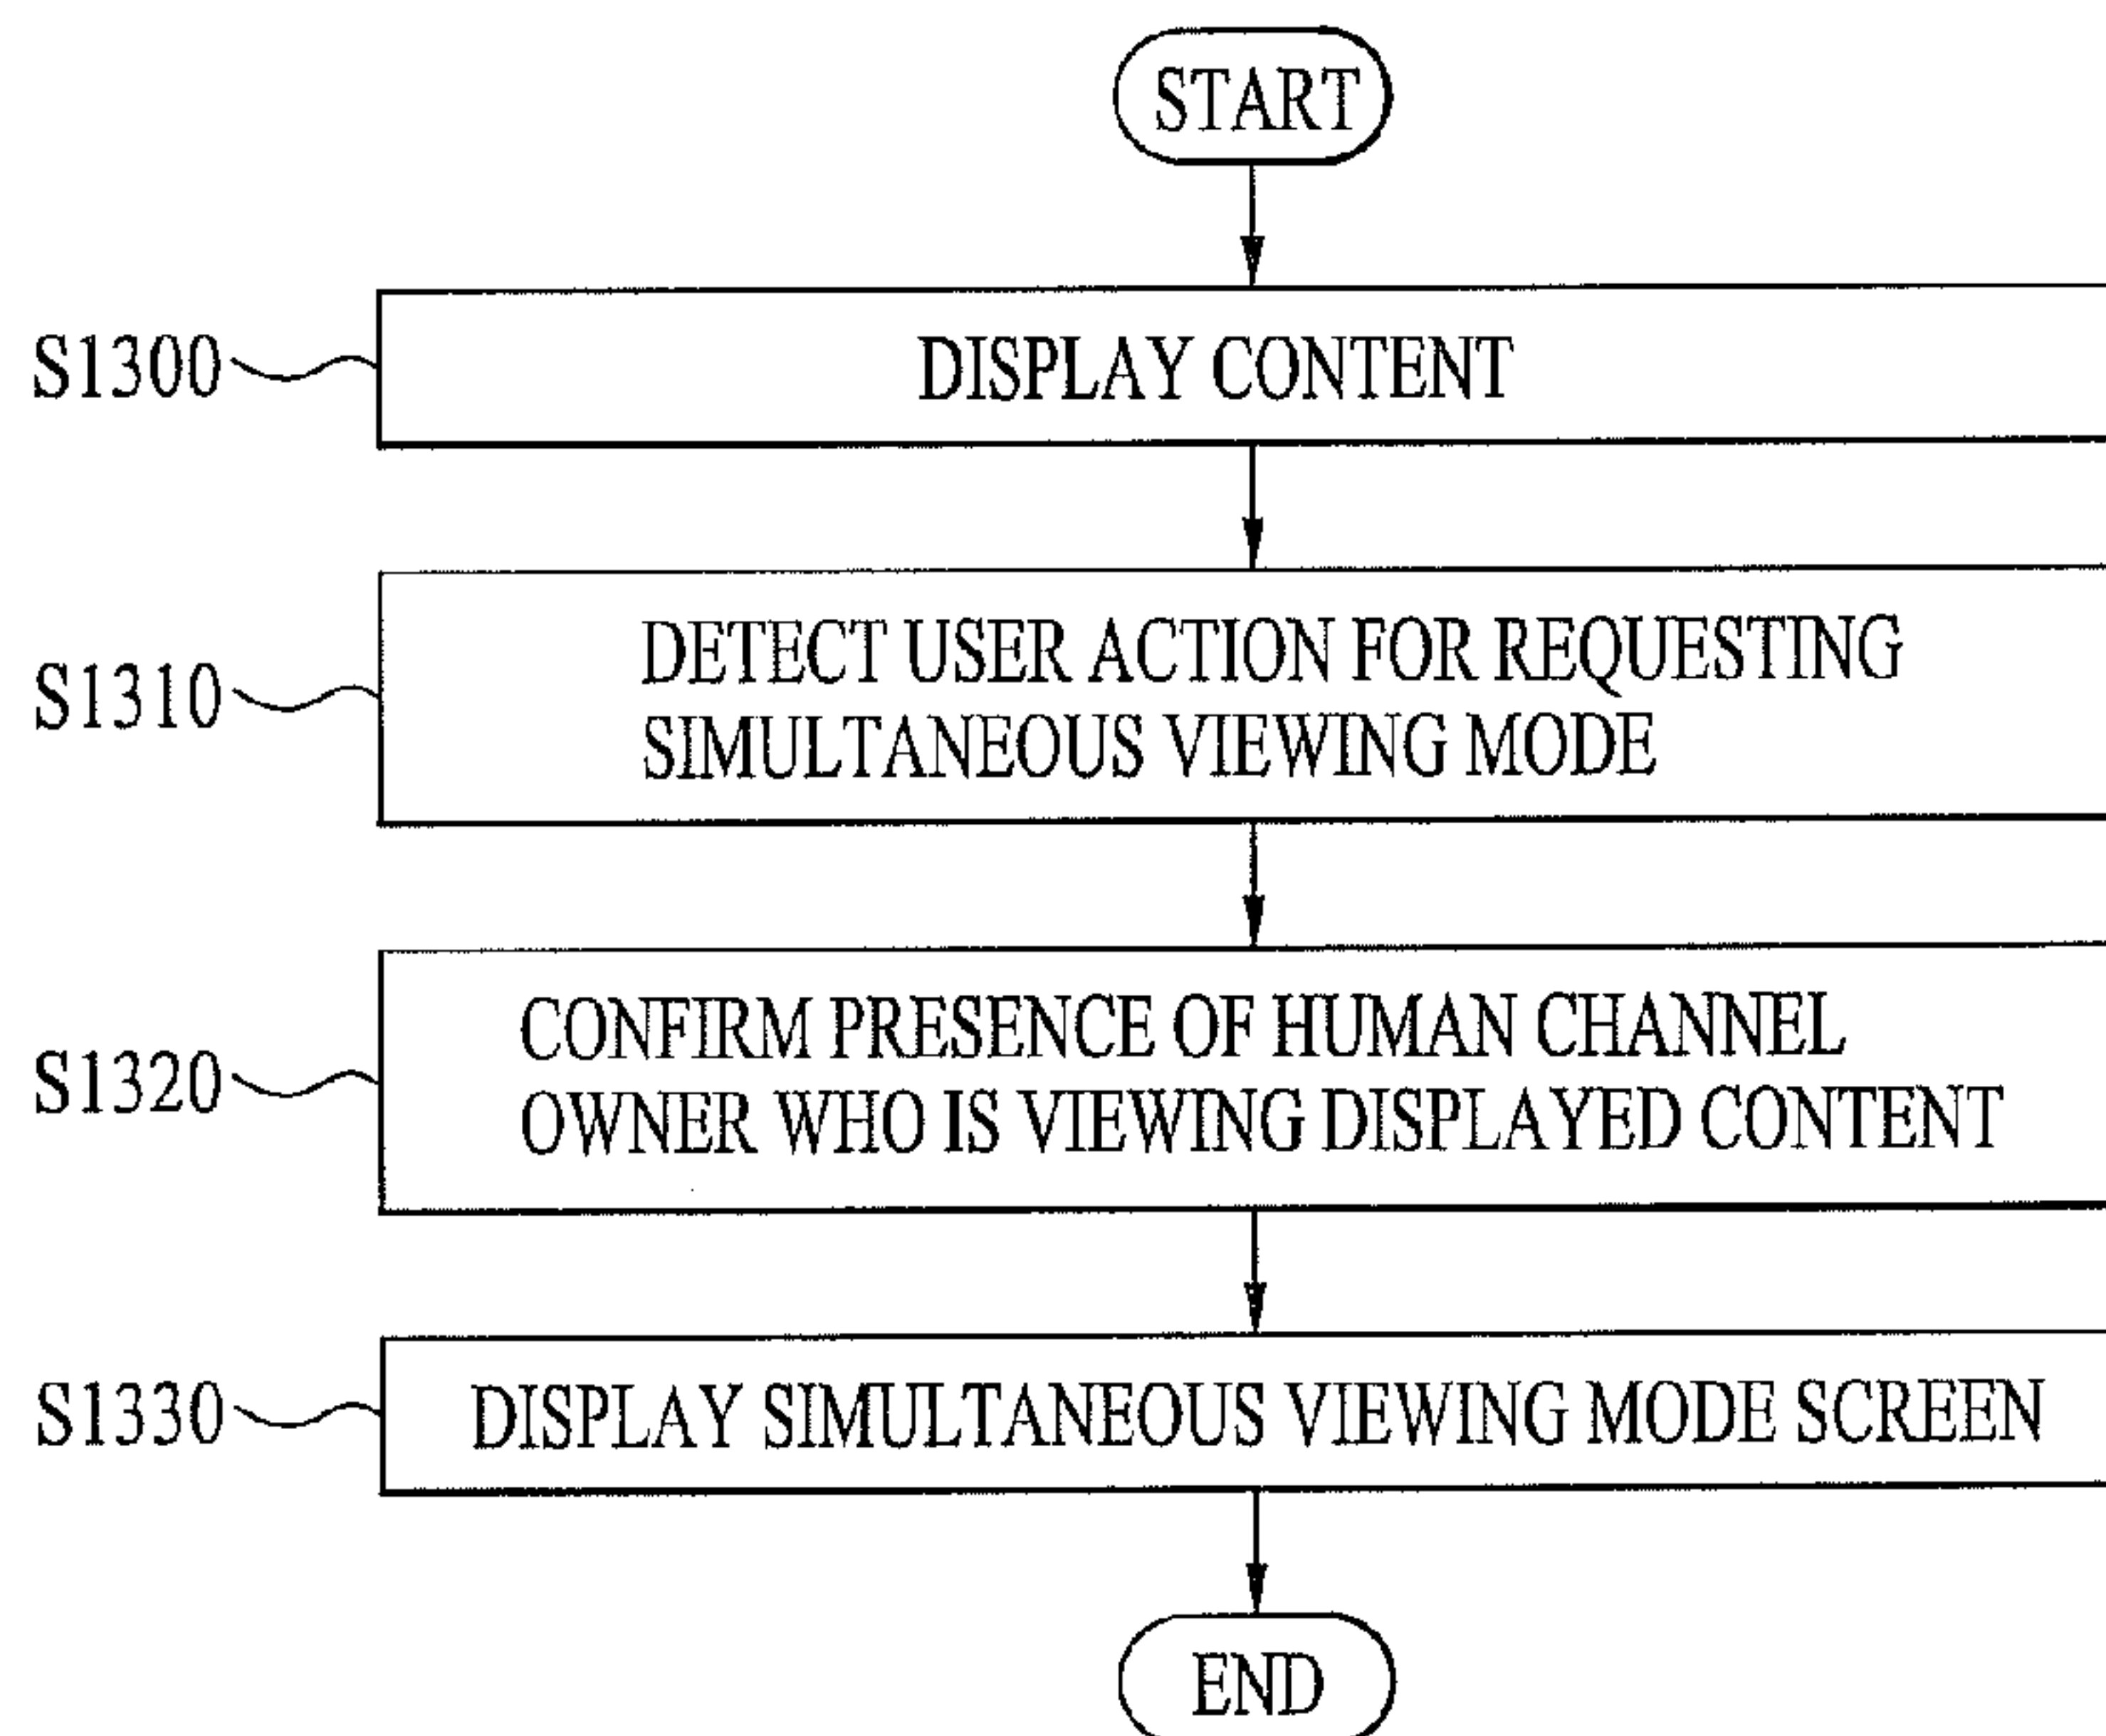 START
S1300
DISPLAY CONTENT
S1310
DETECT USER ACTION FOR REQUESTING
SIMULTANEOUS VIEWING MODE
S1320
CONFIRM PRESENCE OF HUMAN CHANNEL
OWNER WHO IS VIEWING DISPLAYED CONTENT
S1330
DISPLAY SIMULTANEOUS VIEWING MODE SCREEN
END